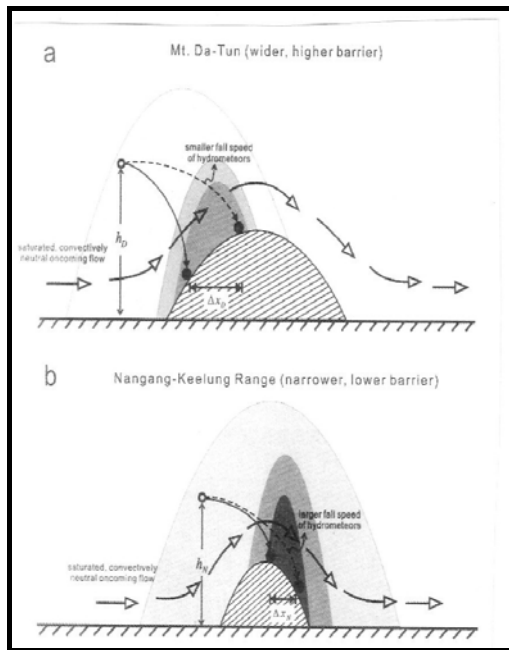 a
Mt. Da-Tun (wider, higher barrier)
smaller fall speed
of hydrometeors
h_D
saturated, convectively
neutral oncoming flow
Δx_D
b
Nangang-Keelung Range (narrower, lower barrier)
larger fall speed
of hydrometeors
h_N
saturated, convectively
neutral oncoming flow
Δx_N